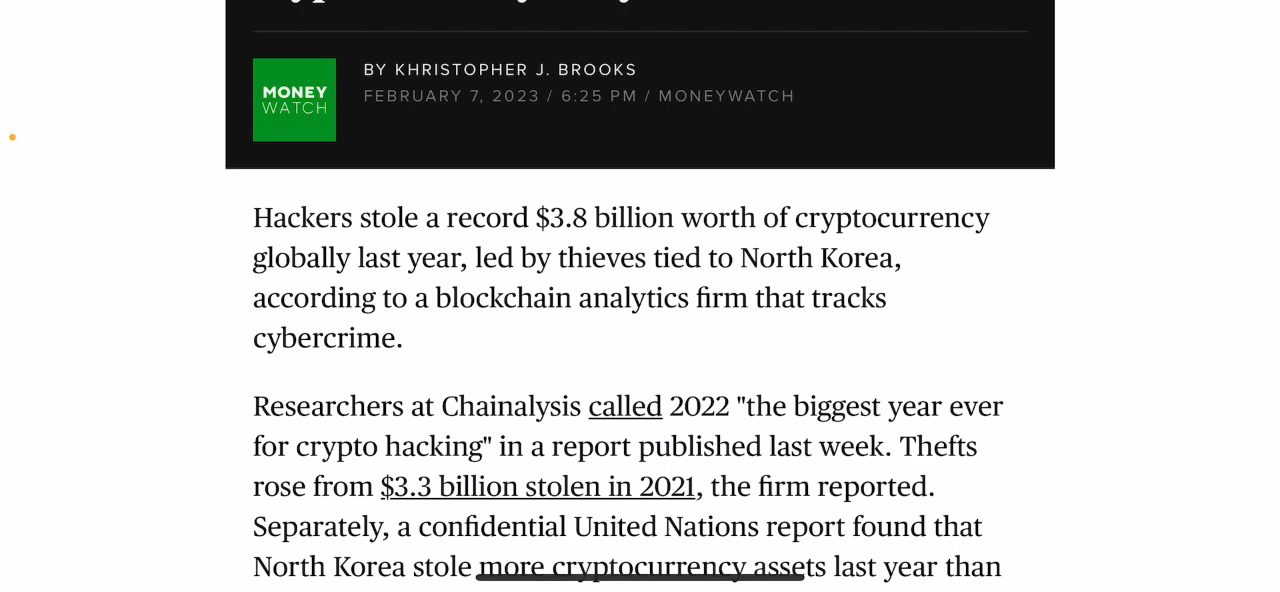 MONEY
WATCH
BY KHRISTOPHER J. BROOKS
FEBRUARY 7, 2023 / 6:25 PM / MONEYWATCH
Hackers stole a record $3.8 billion worth of cryptocurrency
globally last year, led by thieves tied to North Korea,
according to a blockchain analytics firm that tracks
cybercrime.
Researchers at Chainalysis called 2022 "the biggest year ever
for crypto hacking" in a report published last week. Thefts
rose from $3.3 billion stolen in 2021, the firm reported.
Separately, a confidential United Nations report found that
North Korea stole more cryptocurrency assets last year than